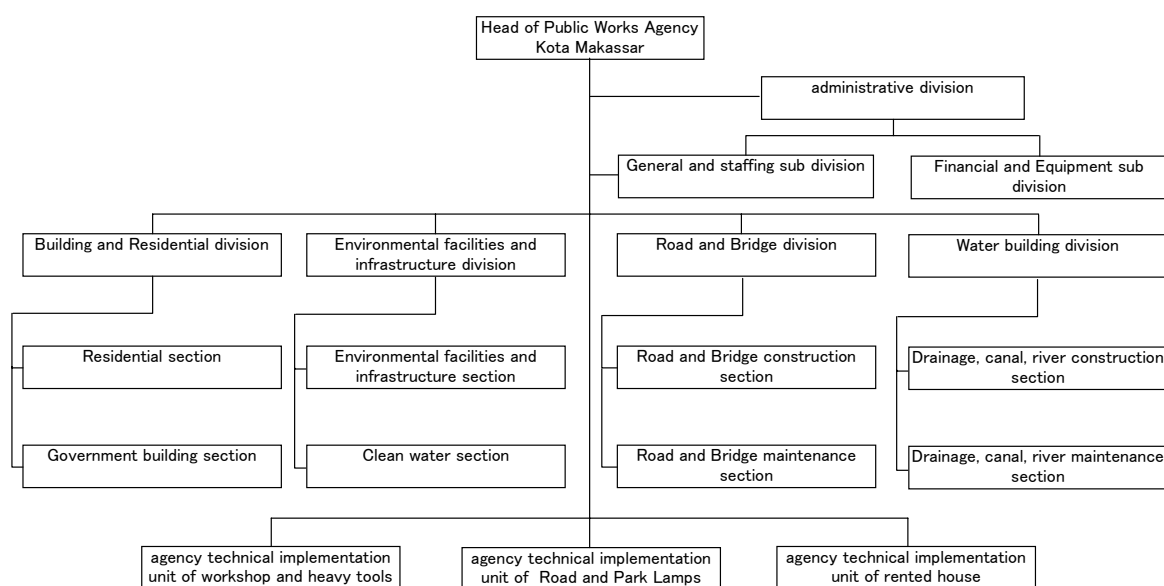 Head of Public Works Agency
Kota Makassar
administrative division
General and staffing sub division
Financial and Equipment sub
division
Building and Residential division
Environmental facilities and
infrastructure division
Road and Bridge division
Water building division
Residential section
Environmental facilities and
infrastructure section
Road and Bridge construction
section
Drainage, canal, river construction
section
Government building section
Clean water section
Road and Bridge maintenance
section
Drainage, canal, river maintenance
section
agency technical implementation
unit of workshop and heavy tools
agency technical implementation
unit of Road and Park Lamps
agency technical implementation
unit of rented house